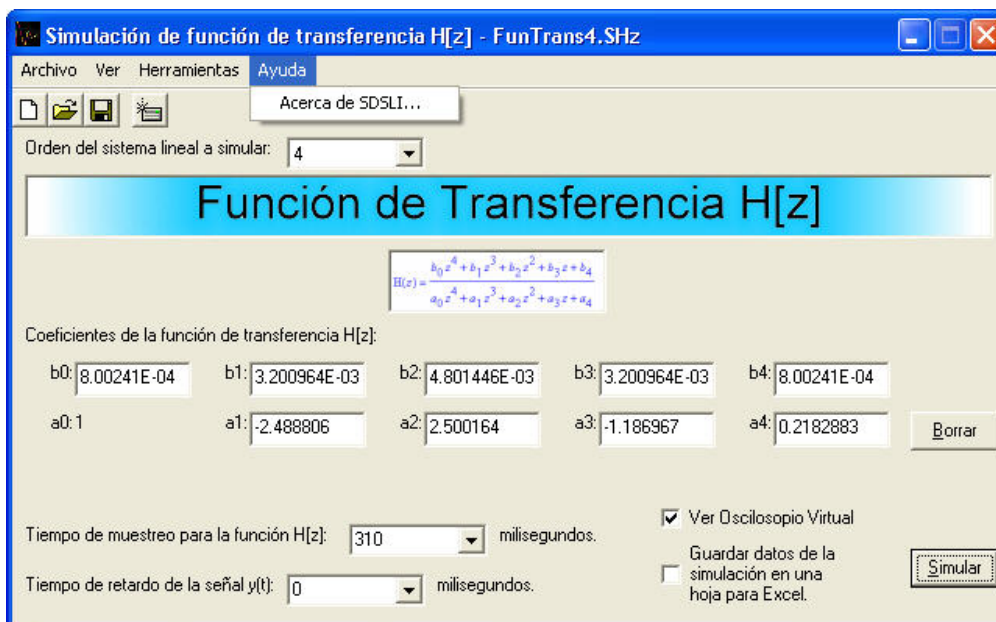 Simulación de función de transferencia H[z] - FunTrans4.SHz
Archivo Ver Herramientas Ayuda
Acerca de SDSLI...
Orden del sistema lineal a simular: 4
Función de Transferencia H[z]
H(z) = (b₀z⁴+b₁z³+b₂z²+b₃z+b₄)/(a₀z⁴+a₁z³+a₂z²+a₃z+a₄)
Coeficientes de la función de transferencia H[z]:
b0: 8.00241E-04 b1: 3.200964E-03 b2: 4.801446E-03 b3: 3.200964E-03 b4: 8.00241E-04
a0: 1 a1: -2.488806 a2: 2.500164 a3: -1.186967 a4: 0.2182883
Borrar
Tiempo de muestreo para la función H[z]: 310 milisegundos.
Tiempo de retardo de la señal y(t): 0 milisegundos.
Ver Oscilosopio Virtual
Guardar datos de la
simulación en una
hoja para Excel.
Simular